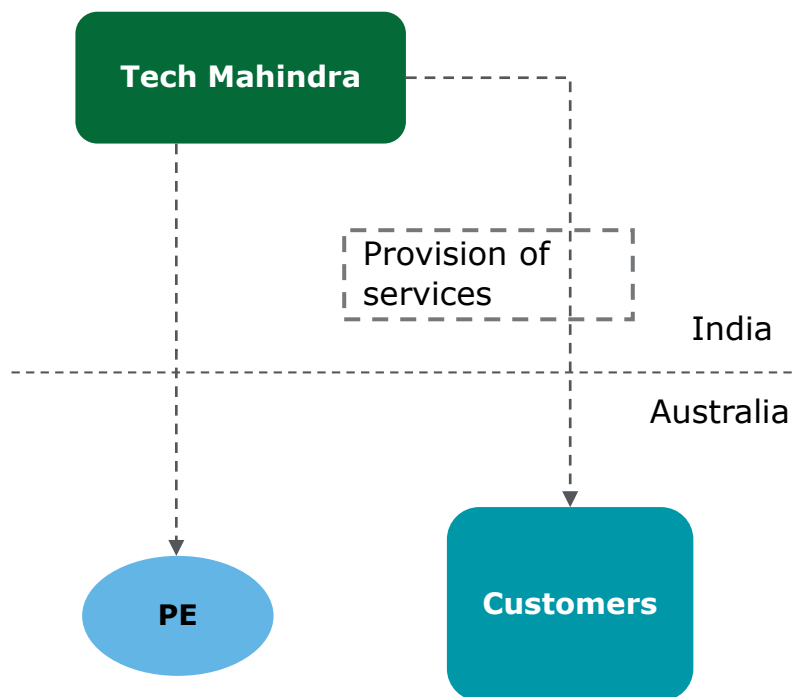 Tech Mahindra
Provision of
services
India
Australia
PE
Customers